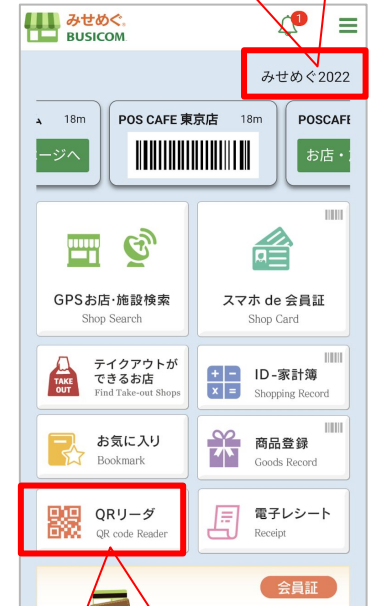 みせめぐ®
BUSICOM
1
みせめぐ2022
18m
POS CAFE 東京店 18m
POSCAFE
ージへ
お店・
GPSお店・施設検索
Shop Search
スマホ de 会員証
Shop Card
TAKE
OUT
テイクアウトが
できるお店
Find Take-out Shops
ID-家計簿
Shopping Record
お気に入り
Bookmark
商品登録
Goods Record
QRリーダ
QR code Reader
電子レシート
Receipt
会員証